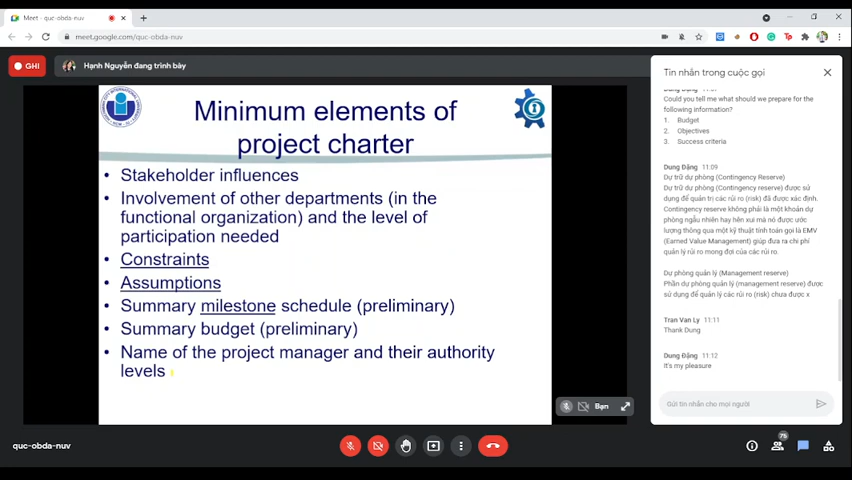 Meet - quc-obda-nuv
meet.google.com/quc-obda-nuv
GHI
Hạnh Nguyễn đang trình bày
Minimum elements of
project charter
• Stakeholder influences
• Involvement of other departments (in the
functional organization) and the level of
participation needed
• Constraints
• Assumptions
• Summary milestone schedule (preliminary)
• Summary budget (preliminary)
• Name of the project manager and their authority
levels
Bạn
Tin nhắn trong cuộc gọi
Could you tell me what should we prepare for the
following information?
1. Budget
2. Objectives
3. Success criteria
Dung Đặng 11:09
Dự trữ dự phòng (Contingency Reserve)
Dự trữ dự phòng (Contingency reserve) được sử
dụng để quản trị các rủi ro (risk) đã được xác định.
Contingency reserve không phải là một khoản dự
phòng ngẫu nhiên hay hên xui mà nó được ước
lượng thông qua một kỹ thuật tính toán gọi là EMV
(Earned Value Management) giúp đưa ra chi phí
quản lý rủi ro mong đợi của các rủi ro.
Dự phòng quản lý (Management reserve)
Phần dự phòng quản lý (management reserve) được
sử dụng để quản lý các rủi ro (risk) chưa được x
Tran Van Ly 11:11
Thank Dung
Dung Đặng 11:12
It's my pleasure
Gửi tin nhắn cho mọi người
quc-obda-nuv
75